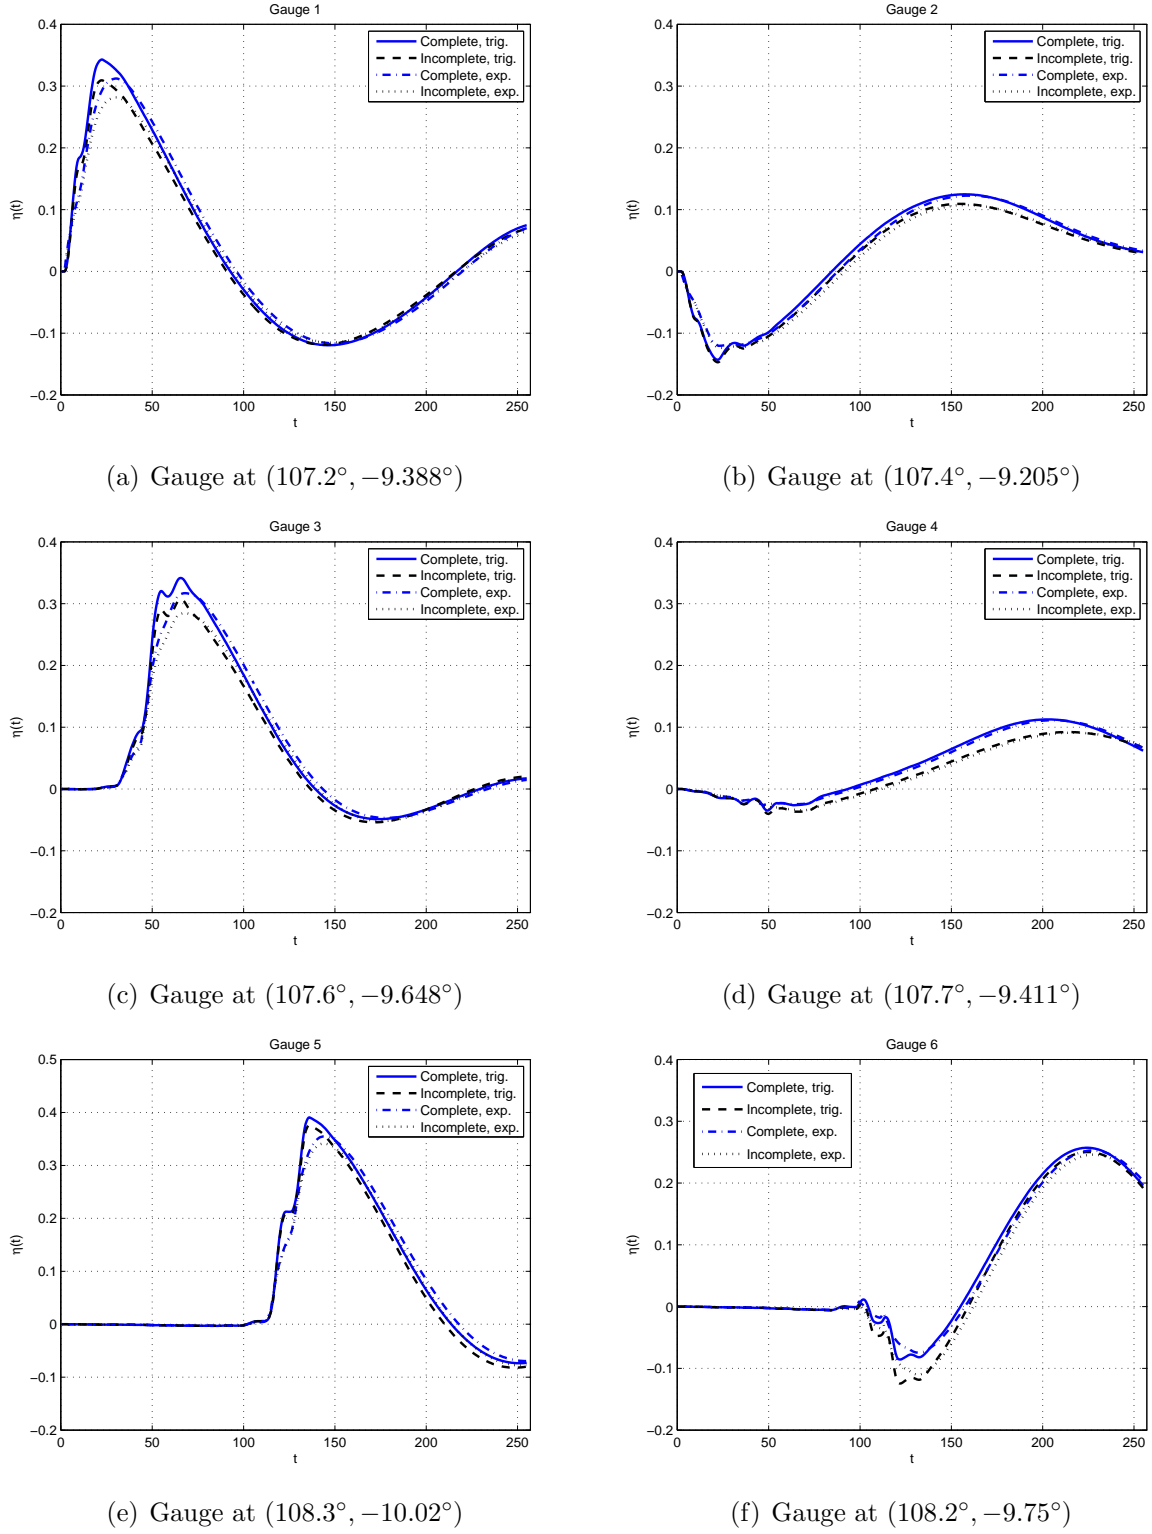 Gauge 1
0.4
0.3
0.2
0.1
0
−0.1
−0.2
η(t)
0 50 100 150 200 250
t
Complete, trig.
Incomplete, trig.
Complete, exp.
Incomplete, exp.
(a) Gauge at (107.2°, −9.388°)
Gauge 2
0.4
0.3
0.2
0.1
0
−0.1
−0.2
η(t)
0 50 100 150 200 250
t
Complete, trig.
Incomplete, trig.
Complete, exp.
Incomplete, exp.
(b) Gauge at (107.4°, −9.205°)
Gauge 3
0.4
0.3
0.2
0.1
0
−0.1
−0.2
η(t)
0 50 100 150 200 250
t
Complete, trig.
Incomplete, trig.
Complete, exp.
Incomplete, exp.
(c) Gauge at (107.6°, −9.648°)
Gauge 4
0.4
0.3
0.2
0.1
0
−0.1
−0.2
η(t)
0 50 100 150 200 250
t
Complete, trig.
Incomplete, trig.
Complete, exp.
Incomplete, exp.
(d) Gauge at (107.7°, −9.411°)
Gauge 5
0.5
0.4
0.3
0.2
0.1
0
−0.1
−0.2
η(t)
0 50 100 150 200 250
t
Complete, trig.
Incomplete, trig.
Complete, exp.
Incomplete, exp.
(e) Gauge at (108.3°, −10.02°)
Gauge 6
0.4
0.3
0.2
0.1
0
−0.1
−0.2
η(t)
0 50 100 150 200 250
t
Complete, trig.
Incomplete, trig.
Complete, exp.
Incomplete, exp.
(f) Gauge at (108.2°, −9.75°)